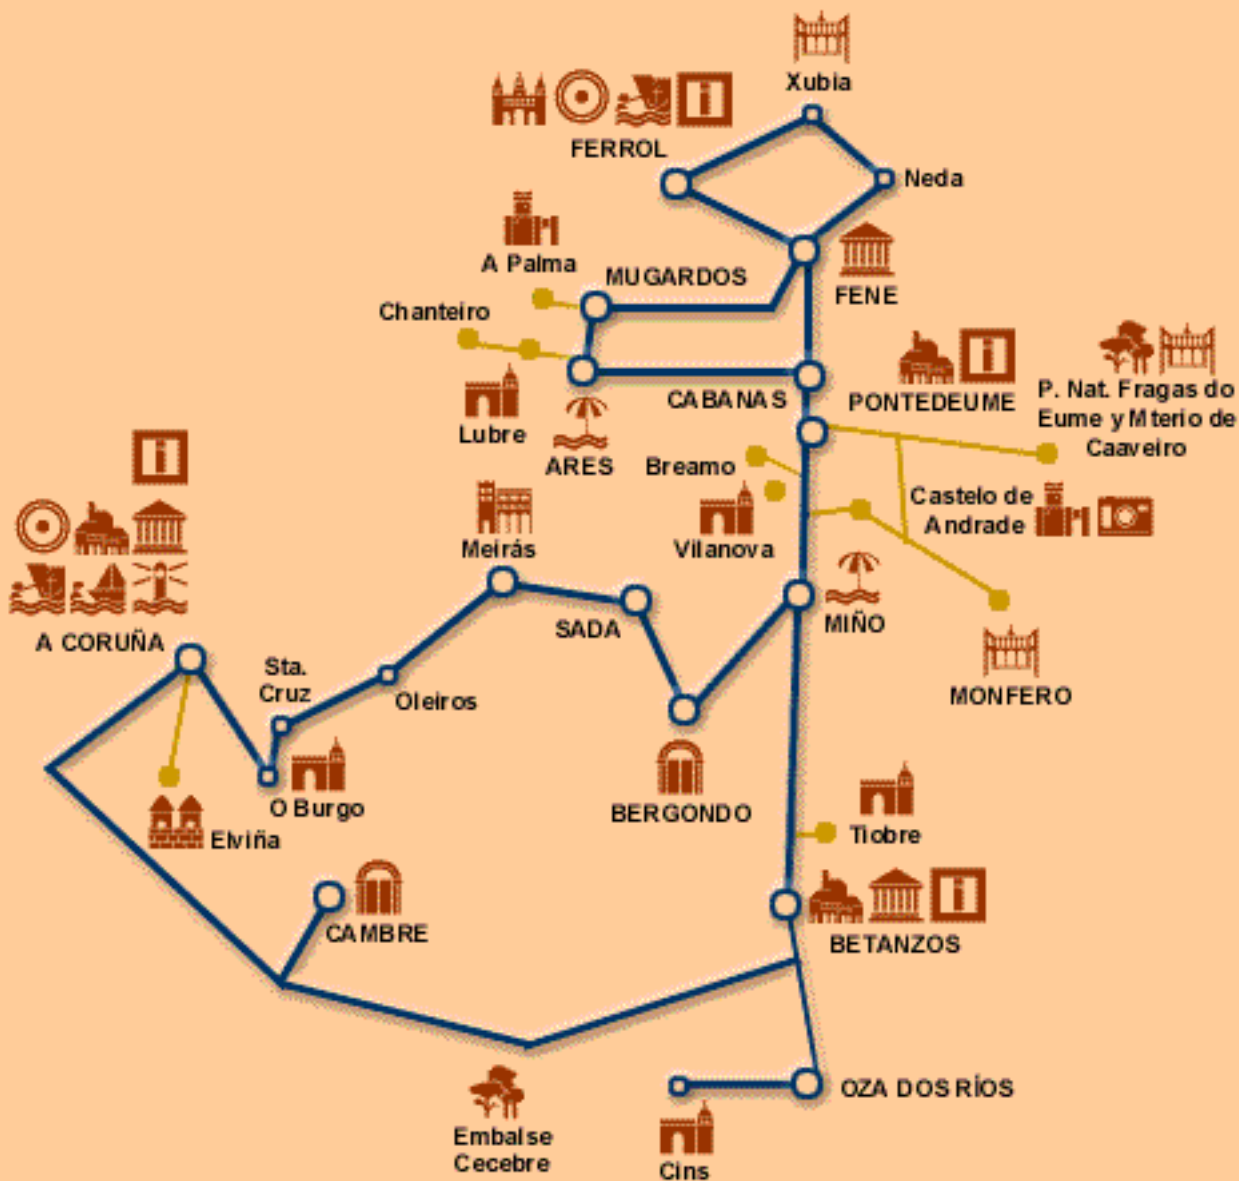 Xubia
FERROL
Neda
A Palma
MUGARDOS
FENE
Chanteiro
CABANAS
PONTEDEUME
P. Nat. Fragas do
Eume y Mterio de
Caaveiro
Lubre
ARES
Breamo
Castelo de
Andrade
Vilanova
Meirás
SADA
MIÑO
A CORUÑA
Sta.
Cruz
Oleiros
MONFERO
O Burgo
BERGONDO
Elviña
Tiobre
CAMBRE
BETANZOS
OZA DOS RÍOS
Embalse
Cecebre
Cins